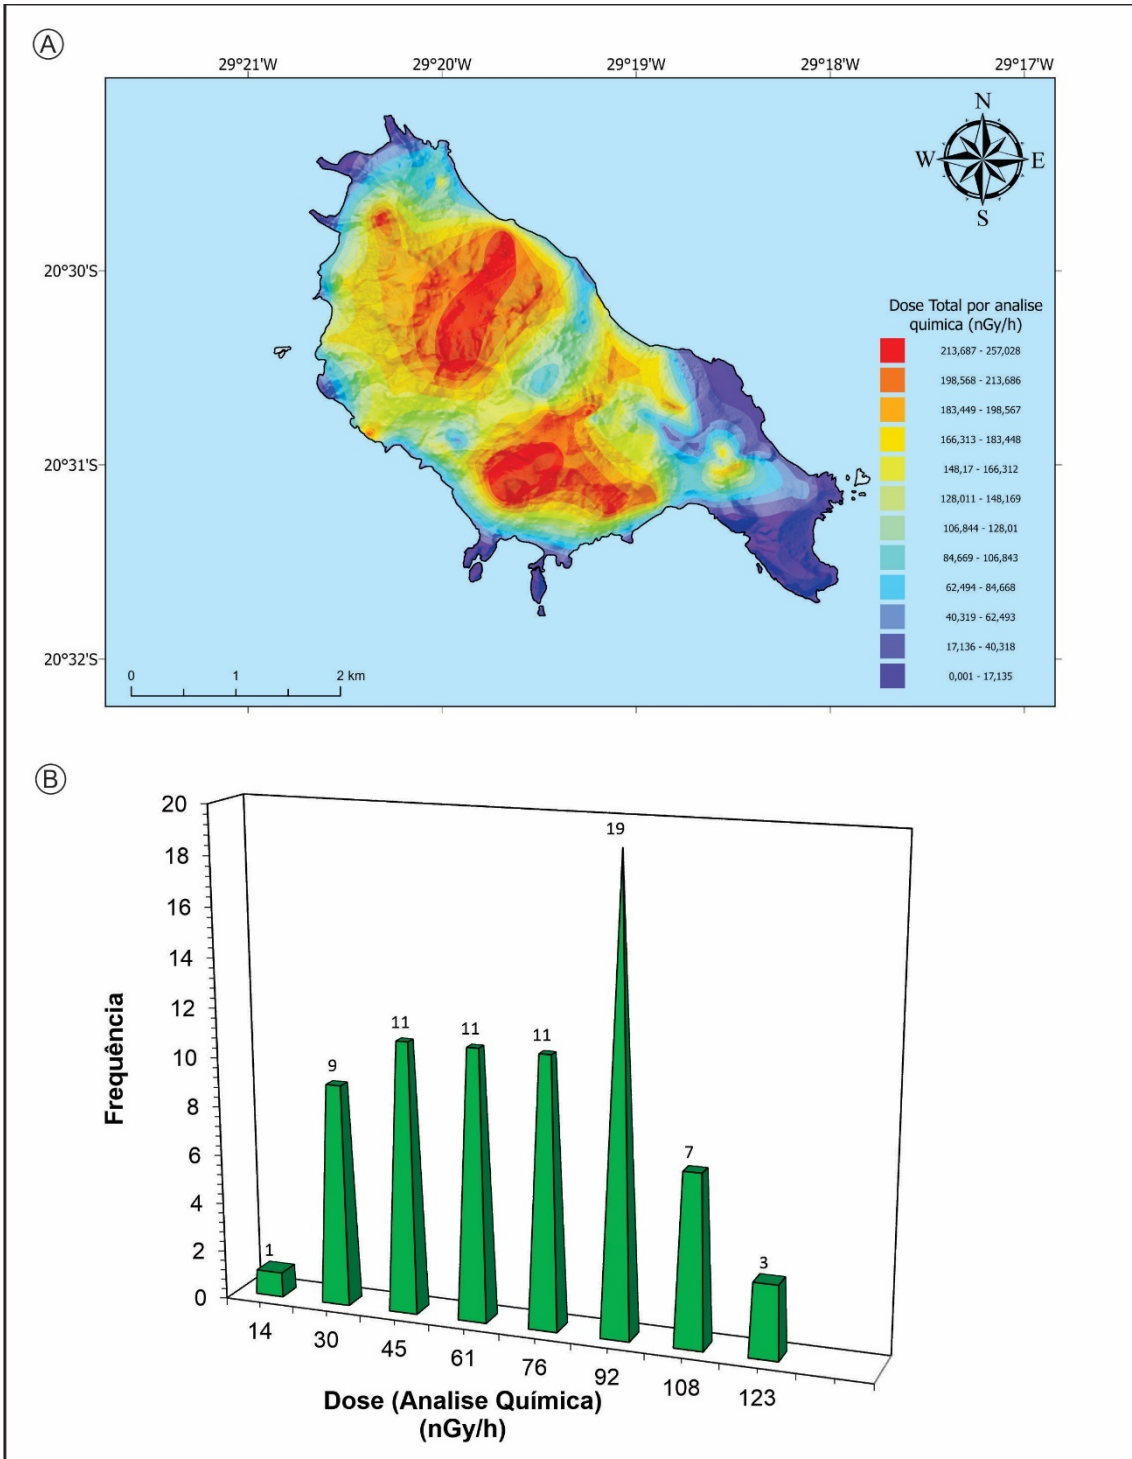 A
29°21'W 29°20'W 29°19'W 29°18'W 29°17'W
N
W E
S
20°30'S
20°31'S
20°32'S
Dose Total por analise
quimica (nGy/h)
213,687 - 257,028
198,568 - 213,686
183,449 - 198,567
166,313 - 183,448
148,17 - 166,312
128,011 - 148,169
106,844 - 128,01
84,669 - 106,843
62,494 - 84,668
40,319 - 62,493
17,136 - 40,318
0,001 - 17,135
0 1 2 km
B
20
18
16
14
12
10
8
6
4
2
0
Frequência
1
9
11
11
11
19
7
3
14 30 45 61 76 92 108 123
Dose (Analise Química)
(nGy/h)